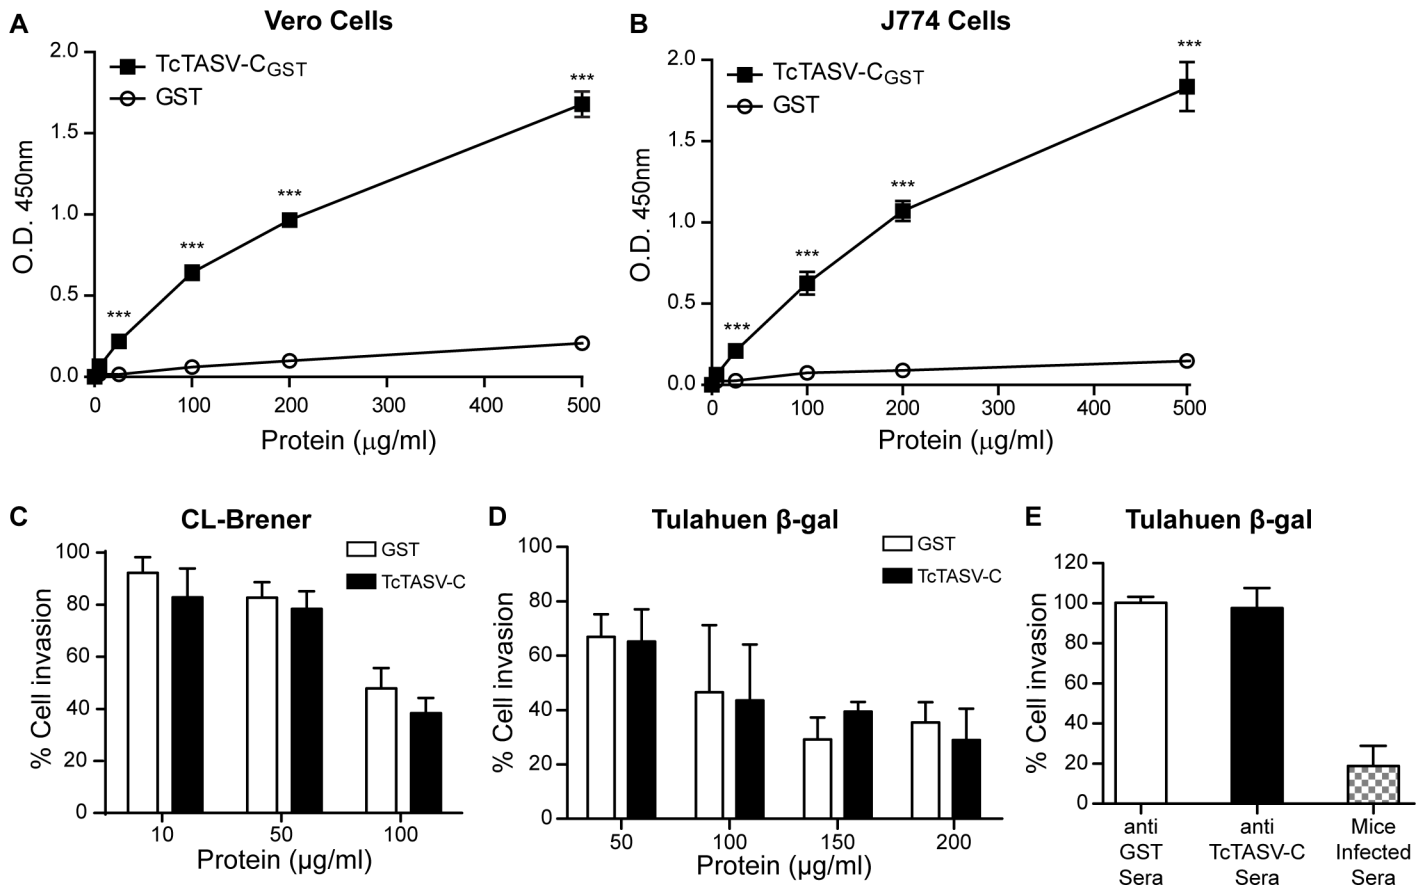 A
Vero Cells
2.0
1.5
1.0
0.5
0.0
O.D. 450nm
TcTASV-CGST
GST
***
***
***
***
0
100
200
300
400
500
Protein (µg/ml)
B
J774 Cells
2.0
1.5
1.0
0.5
0.0
O.D. 450nm
TcTASV-CGST
GST
***
***
***
***
0
100
200
300
400
500
Protein (µg/ml)
C
CL-Brener
100
80
60
40
20
0
% Cell invasion
GST
TcTASV-C
10
50
100
Protein (µg/ml)
D
Tulahuen β-gal
100
80
60
40
20
0
% Cell invasion
GST
TcTASV-C
50
100
150
200
Protein (µg/ml)
E
Tulahuen β-gal
120
100
80
60
40
20
0
% Cell invasion
anti
GST
Sera
anti
TcTASV-C
Sera
Mice
Infected
Sera